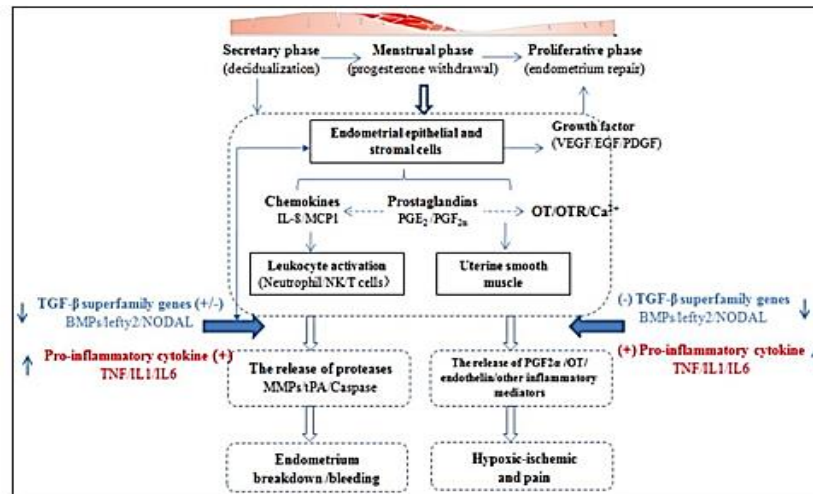 Secretary phase
(decidualization)
Menstrual phase
(progesterone withdrawal)
Proliferative phase
(endometrium repair)
Endometrial epithelial and
stromal cells
Growth factor
(VEGF/EGF/PDGF)
Chemokines
IL-8/MCP1
Prostaglandins
PGE2/PGF2α
OT/OTR/Ca2+
Leukocyte activation
(Neutrophil/NK/T cells)
Uterine smooth
muscle
TGF-β superfamily genes (+/-)
BMPs/lefty2/NODAL
(-) TGF-β superfamily genes
BMPs/lefty2/NODAL
Pro-inflammatory cytokine (+)
TNF/IL1/IL6
(+) Pro-inflammatory cytokine
TNF/IL1/IL6
The release of proteases
MMPs/tPA/Caspase
The release of PGF2α /OT/
endothelin/other inflammatory
mediators
Endometrium
breakdown /bleeding
Hypoxic-ischemic
and pain